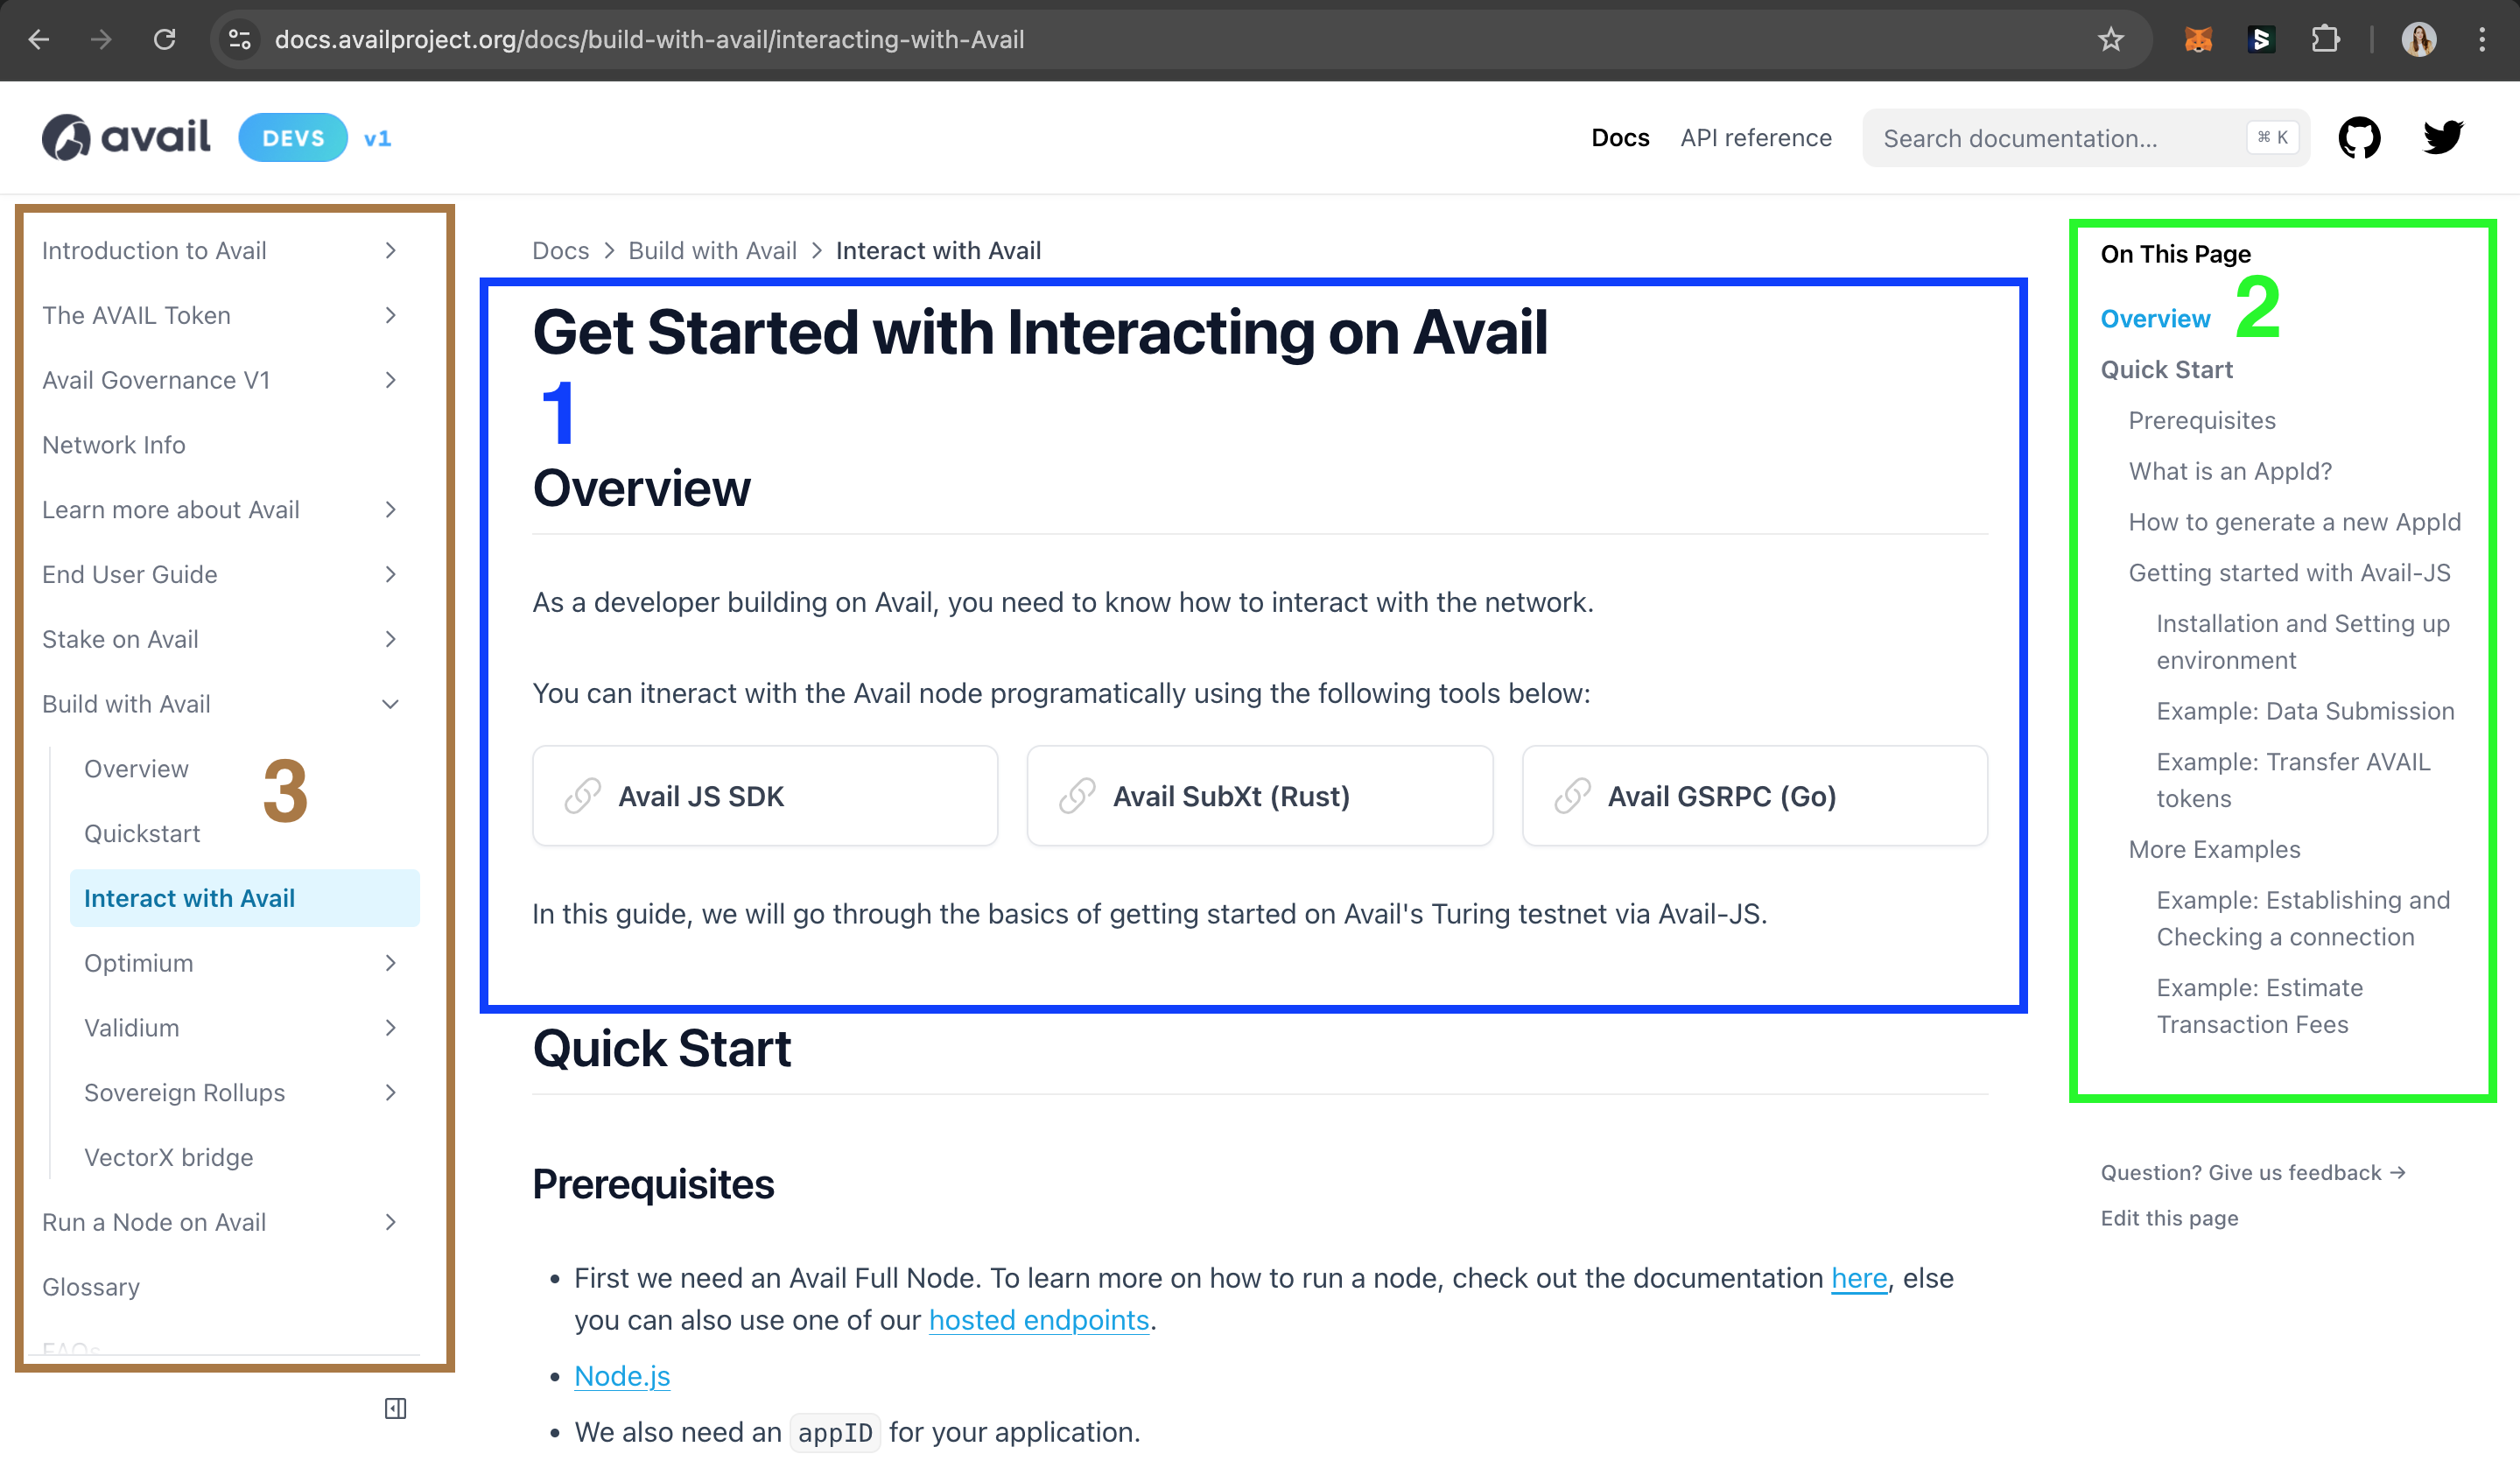 docs.availproject.org/docs/build-with-avail/interacting-with-Avail
avail DEVS v1
Docs API reference Search documentation... ⌘ K
Introduction to Avail
The AVAIL Token
Avail Governance V1
Network Info
Learn more about Avail
End User Guide
Stake on Avail
Build with Avail
Overview
3
Quickstart
Interact with Avail
Optimium
Validium
Sovereign Rollups
VectorX bridge
Run a Node on Avail
Glossary
FAQs
Docs > Build with Avail > Interact with Avail
Get Started with Interacting on Avail
1
Overview
As a developer building on Avail, you need to know how to interact with the network.
You can itneract with the Avail node programatically using the following tools below:
Avail JS SDK
Avail SubXt (Rust)
Avail GSRPC (Go)
In this guide, we will go through the basics of getting started on Avail's Turing testnet via Avail-JS.
Quick Start
Prerequisites
• First we need an Avail Full Node. To learn more on how to run a node, check out the documentation here, else
you can also use one of our hosted endpoints.
• Node.js
• We also need an appID for your application.
On This Page
2
Overview
Quick Start
Prerequisites
What is an AppId?
How to generate a new AppId
Getting started with Avail-JS
Installation and Setting up
environment
Example: Data Submission
Example: Transfer AVAIL
tokens
More Examples
Example: Establishing and
Checking a connection
Example: Estimate
Transaction Fees
Question? Give us feedback →
Edit this page